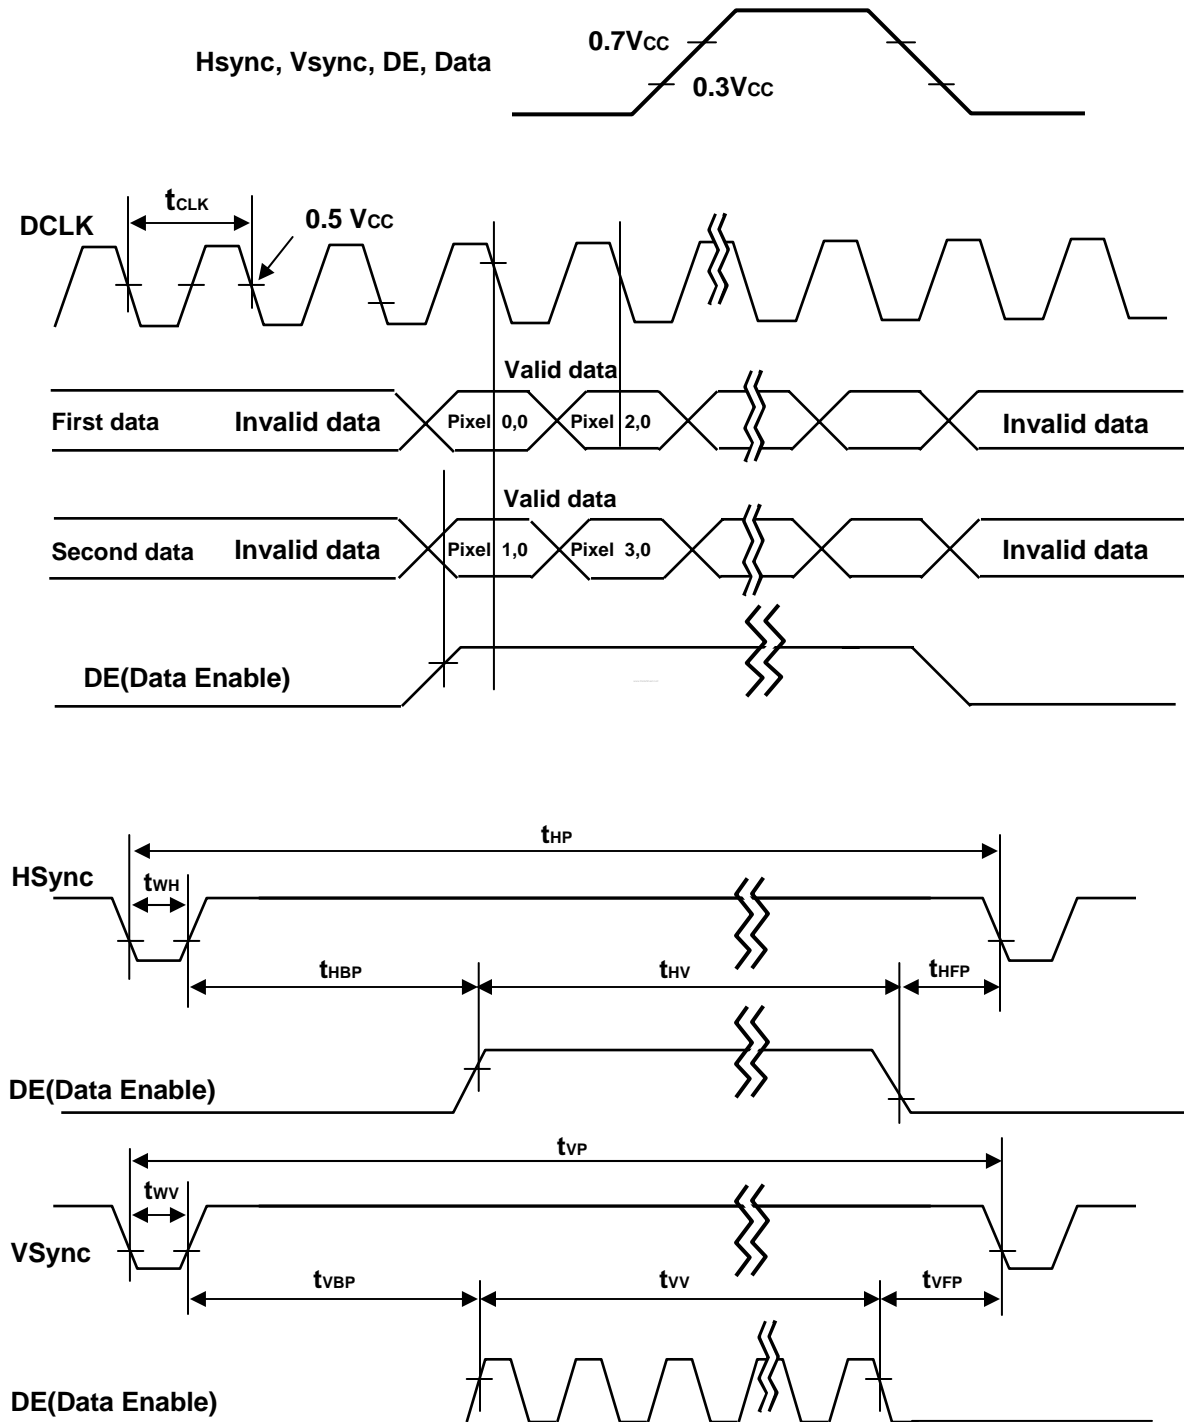 0.7VCC
Hsync, Vsync, DE, Data
0.3VCC
tCLK
DCLK
0.5 VCC
Valid data
First data Invalid data Pixel 0,0 Pixel 2,0 Invalid data
Valid data
Second data Invalid data Pixel 1,0 Pixel 3,0 Invalid data
DE(Data Enable)
tHP
HSync
tWH
tHBP tHV tHFP
DE(Data Enable)
tVP
tWV
VSync
tVBP tVV tVFP
DE(Data Enable)